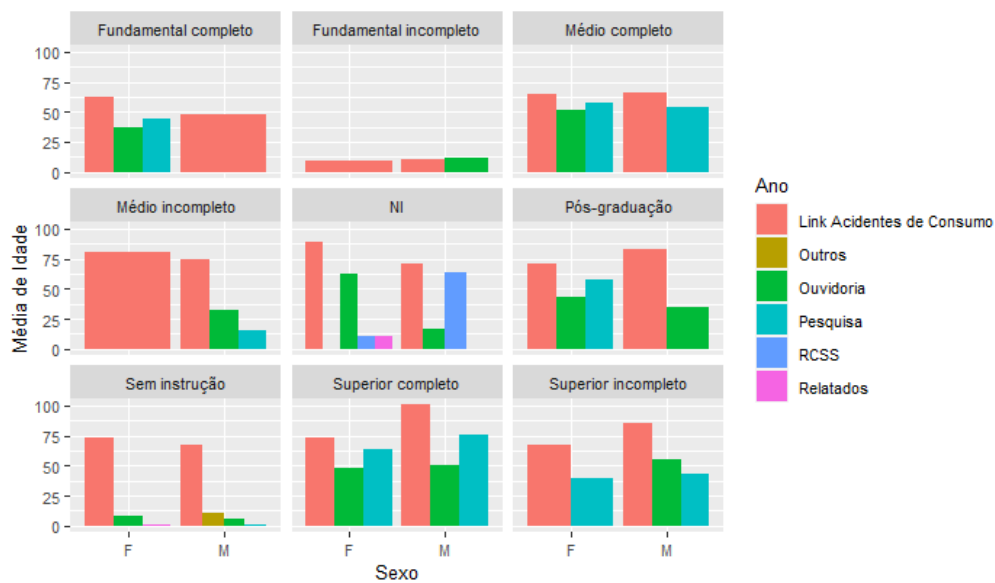 Fundamental completo
Fundamental incompleto
Médio completo
100
75
50
25
0
Médio incompleto
NI
Pós-graduação
100
75
50
25
0
Sem instrução
Superior completo
Superior incompleto
100
75
50
25
0
F
M
F
M
F
M
Sexo
Média de Idade
Ano
Link Acidentes de Consumo
Outros
Ouvidoria
Pesquisa
RCSS
Relatados